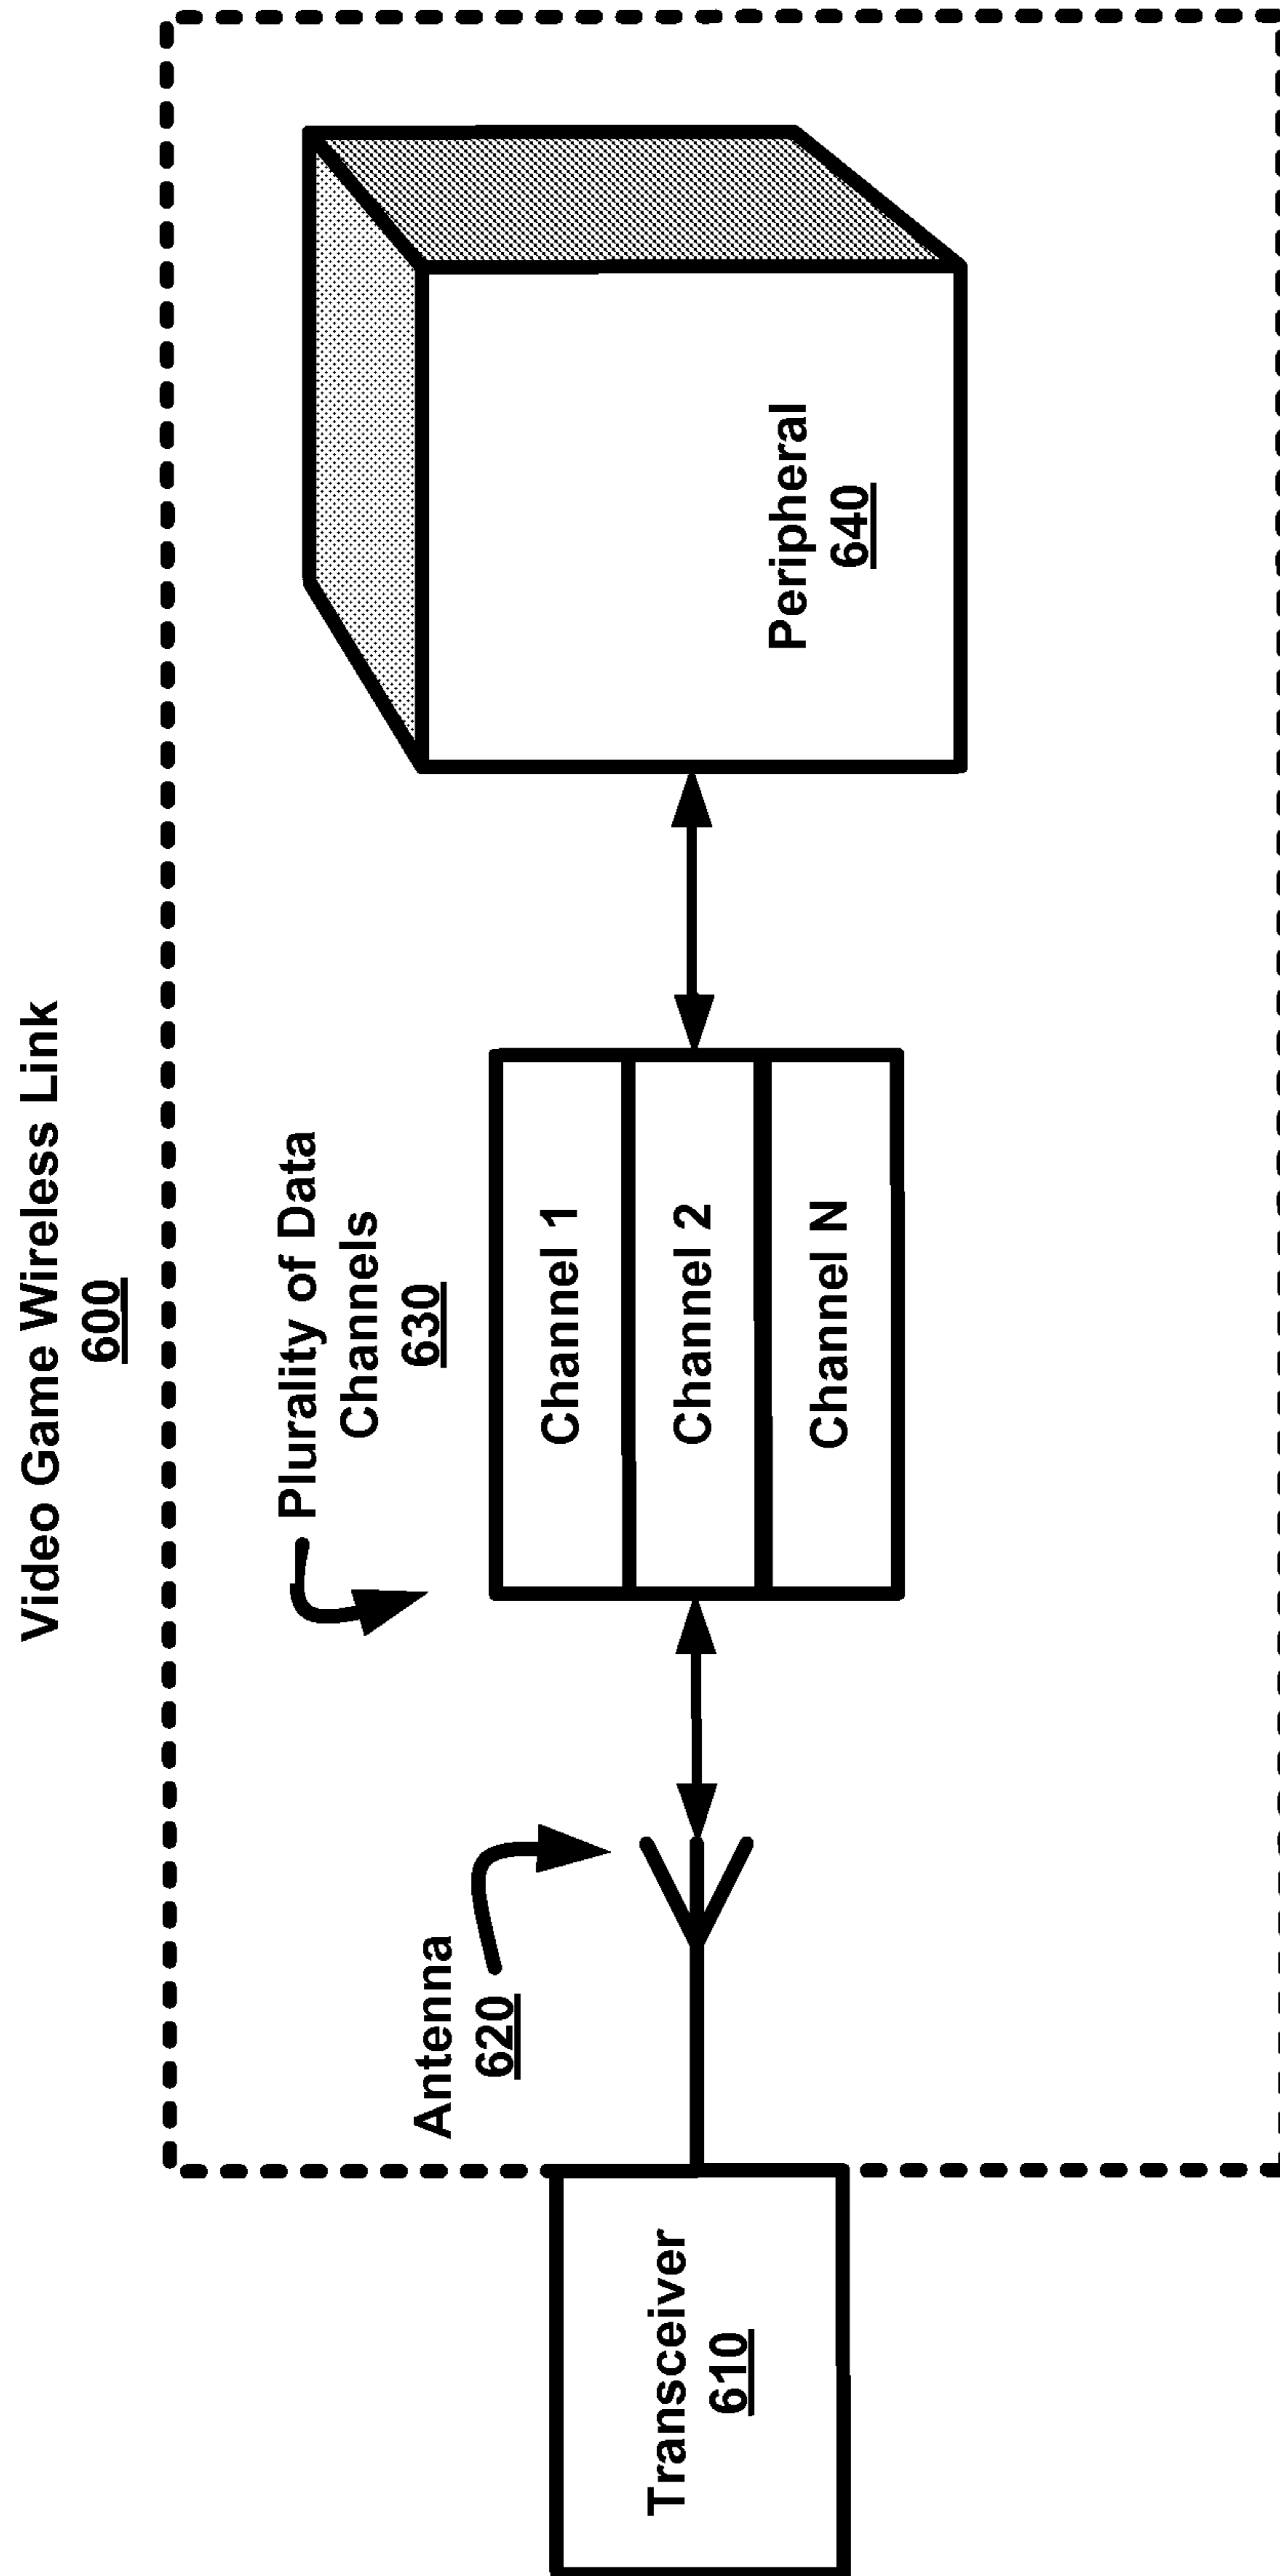 Video Game Wireless Link
600
Plurality of Data
Channels
630
Antenna
620
Transceiver
610
Channel 1
Channel 2
Channel N
Peripheral
640